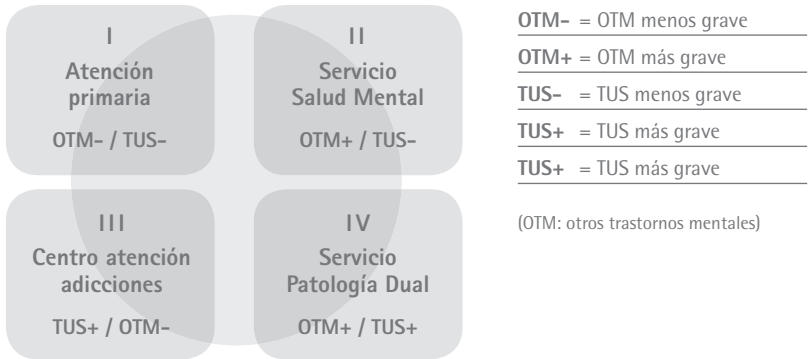 I
Atención
primaria
OTM- / TUS-
II
Servicio
Salud Mental
OTM+ / TUS-
III
Centro atención
adicciones
TUS+ / OTM-
IV
Servicio
Patología Dual
OTM+ / TUS+
OTM- = OTM menos grave
OTM+ = OTM más grave
TUS- = TUS menos grave
TUS+ = TUS más grave
TUS+ = TUS más grave
(OTM: otros trastornos mentales)